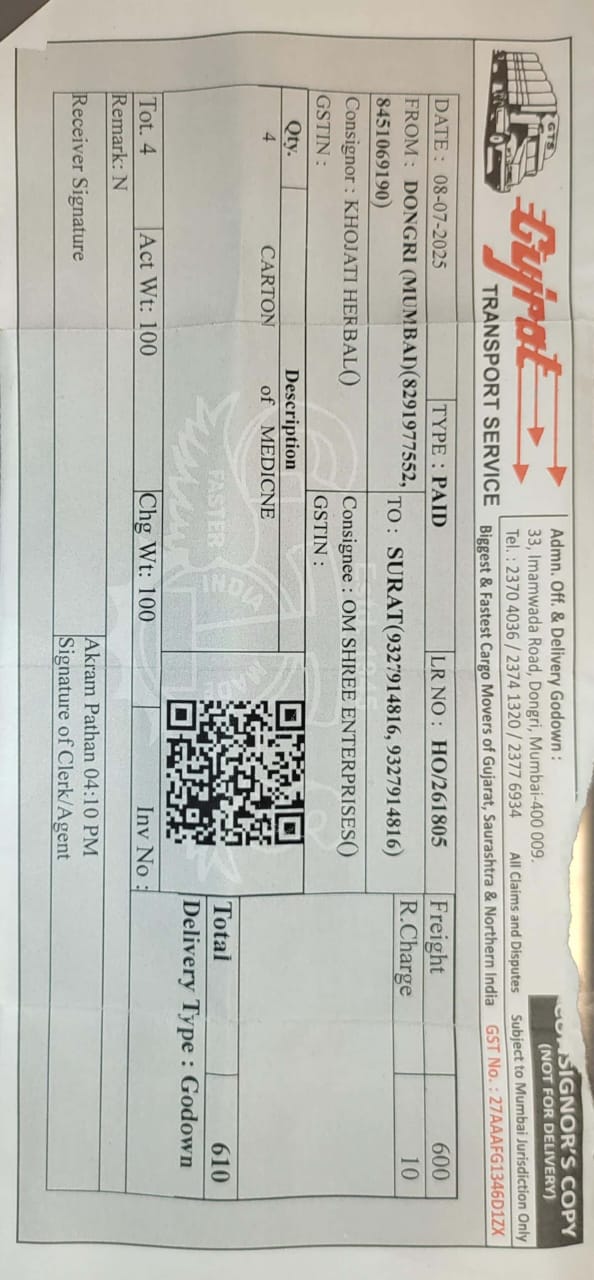 GTS
Gujrat
TRANSPORT SERVICE
Admn. Off. & Delivery Godown :
33, Imamwada Road, Dongri, Mumbai-400 009.
Tel. : 2370 4036 / 2374 1320 / 2377 6934
All Claims and Disputes Subject to Mumbai Jurisdiction Only
CONSIGNOR'S COPY
(NOT FOR DELIVERY)
Biggest & Fastest Cargo Movers of Gujarat, Saurashtra & Northern India GST No. : 27AAAFG1346D1ZX
DATE : 08-07-2025 TYPE : PAID LR NO : HO/261805 Freight 600
FROM : DONGRI (MUMBAI)(8291977552, 8451069190)
TO : SURAT(9327914816, 9327914816)
R.Charge 10
Consignor : KHOJATI HERBAL()
GSTIN :
Consignee : OM SHREE ENTERPRISES()
GSTIN :
Qty. Description
4 CARTON of MEDICNE
FASTER
INDIA
MADE
Total 610
Delivery Type : Godown
Tot. 4 Act Wt: 100 Chg Wt: 100 Inv No :
Remark: N
Receiver Signature
Akram Pathan 04:10 PM
Signature of Clerk/Agent